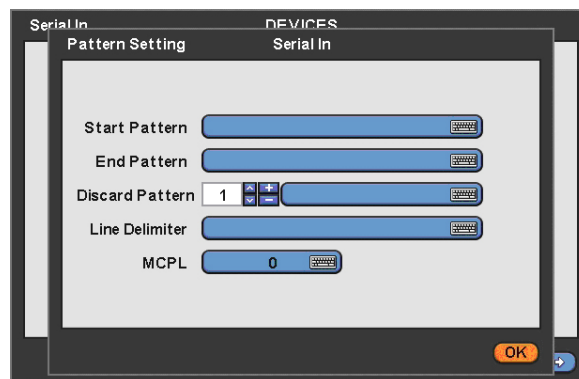 Serial In DEVICES
Pattern Setting Serial In
Start Pattern
End Pattern
Discard Pattern 1
Line Delimiter
MCPL 0
OK